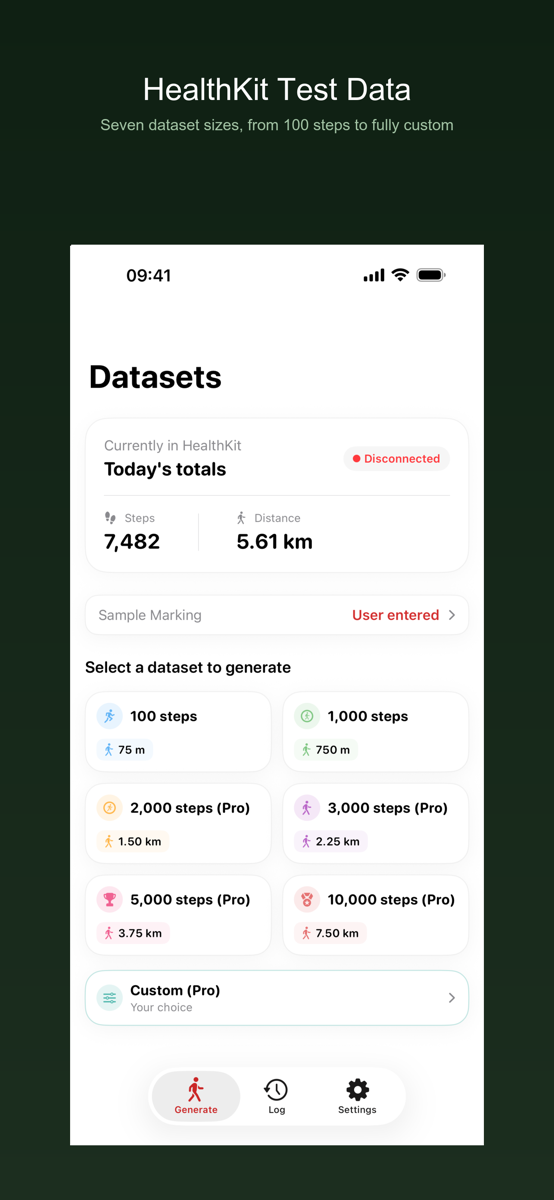 HealthKit Test Data
Seven dataset sizes, from 100 steps to fully custom
09:41
Datasets
Currently in HealthKit
Today's totals
Disconnected
Steps
Distance
7,482
5.61 km
Sample Marking
User entered
Select a dataset to generate
100 steps
75 m
1,000 steps
750 m
2,000 steps (Pro)
1.50 km
3,000 steps (Pro)
2.25 km
5,000 steps (Pro)
3.75 km
10,000 steps (Pro)
7.50 km
Custom (Pro)
Your choice
Generate
Log
Settings